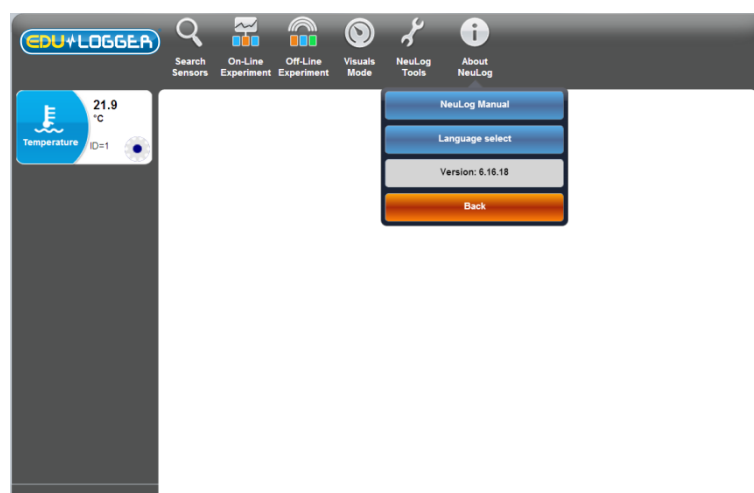 EDU LOGGER
Search Sensors
On-Line Experiment
Off-Line Experiment
Visuals Mode
NeuLog Tools
About NeuLog
21.9
°C
Temperature
ID=1
NeuLog Manual
Language select
Version: 6.16.18
Back